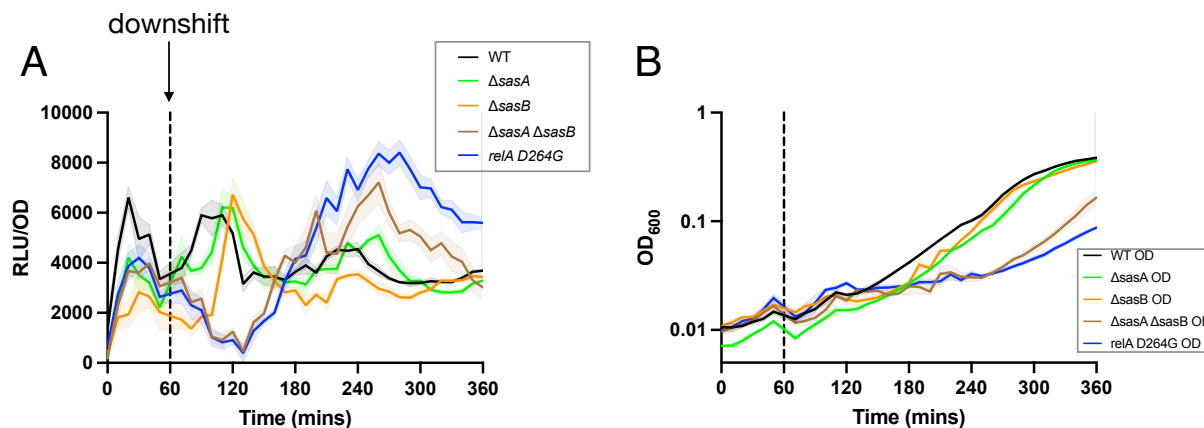 downshift
A
WT
ΔsasA
ΔsasB
ΔsasA ΔsasB
relA D264G
10000
8000
6000
4000
2000
0
RLU/OD
0 60 120 180 240 300 360
Time (mins)
B
1
0.1
0.01
OD600
0 60 120 180 240 300 360
Time (mins)
WT OD
ΔsasA OD
ΔsasB OD
ΔsasA ΔsasB OD
relA D264G OD